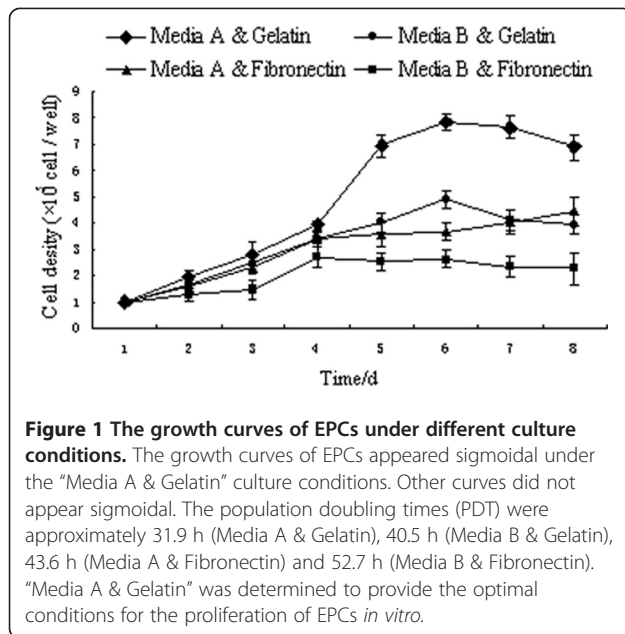 Media A & Gelatin Media B & Gelatin
Media A & Fibronectin Media B & Fibronectin
9
8
7
6
5
4
3
2
1
0
Cell desity (×10⁵ cell / well)
1 2 3 4 5 6 7 8
Time/d
Figure 1 The growth curves of EPCs under different culture
conditions. The growth curves of EPCs appeared sigmoidal under
the “Media A & Gelatin” culture conditions. Other curves did not
appear sigmoidal. The population doubling times (PDT) were
approximately 31.9 h (Media A & Gelatin), 40.5 h (Media B & Gelatin),
43.6 h (Media A & Fibronectin) and 52.7 h (Media B & Fibronectin).
“Media A & Gelatin” was determined to provide the optimal
conditions for the proliferation of EPCs in vitro.